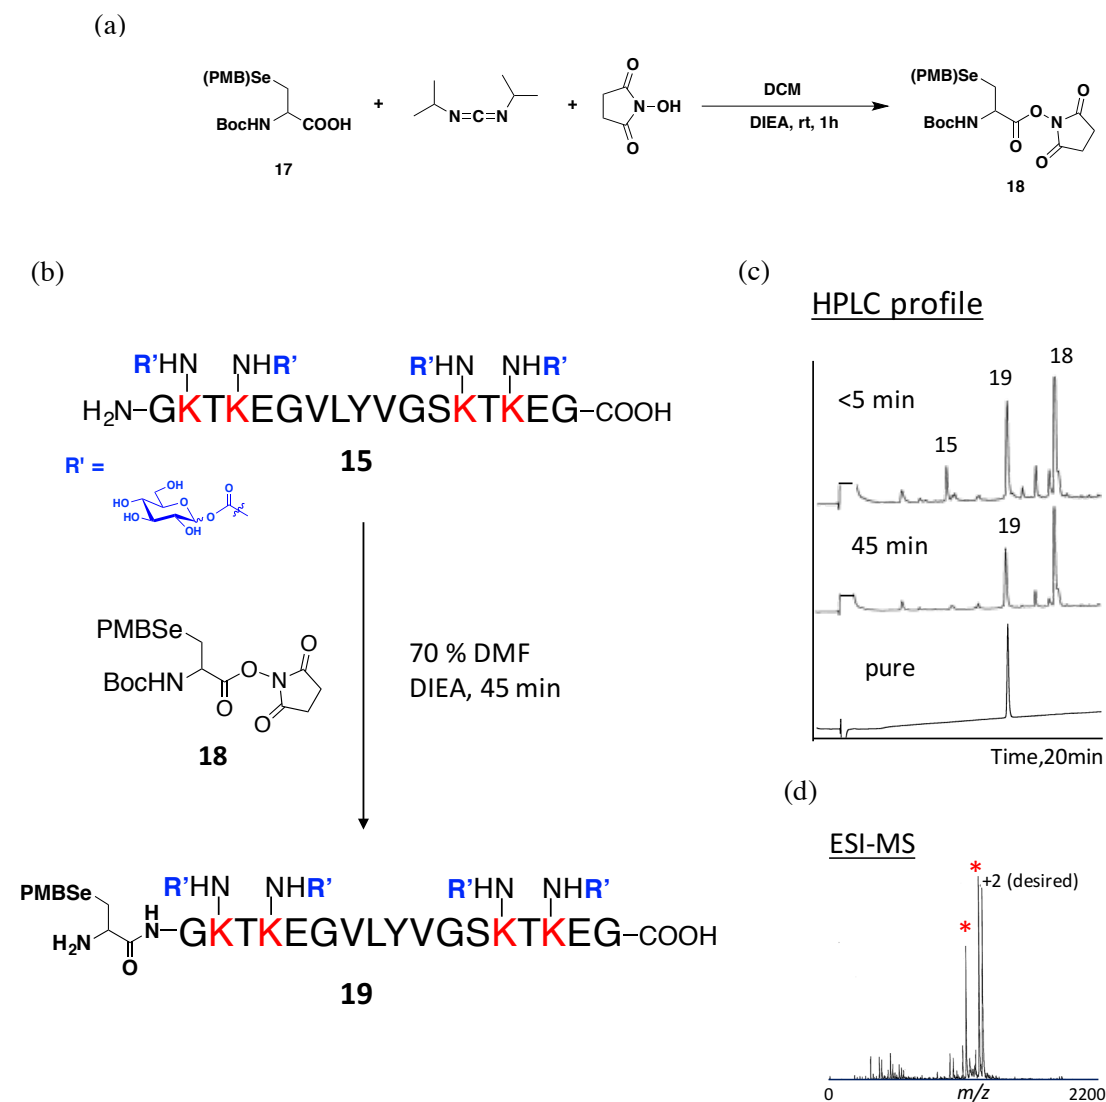 (a)
(PMB)Se
BocHN
COOH
17
+
N=C=N
+
O
N-OH
O
DCM
DIEA, rt, 1h
(PMB)Se
BocHN
O
O
N
O
O
18
(b)
R'HN NHR' R'HN NHR'
H2N-GKTKEGVLYVGSKTKEG-COOH
15
R' =
OH
HO
HO
O
OH
O
O
PMBSe
BocHN
O
O
N
O
O
18
70 % DMF
DIEA, 45 min
PMBSe
H2N
O
H
N
R'HN NHR' R'HN NHR'
GKTKEGVLYVGSKTKEG-COOH
19
(c)
HPLC profile
<5 min
15
19
18
45 min
19
pure
Time,20min
(d)
ESI-MS
*
*
+2 (desired)
0
m/z
2200